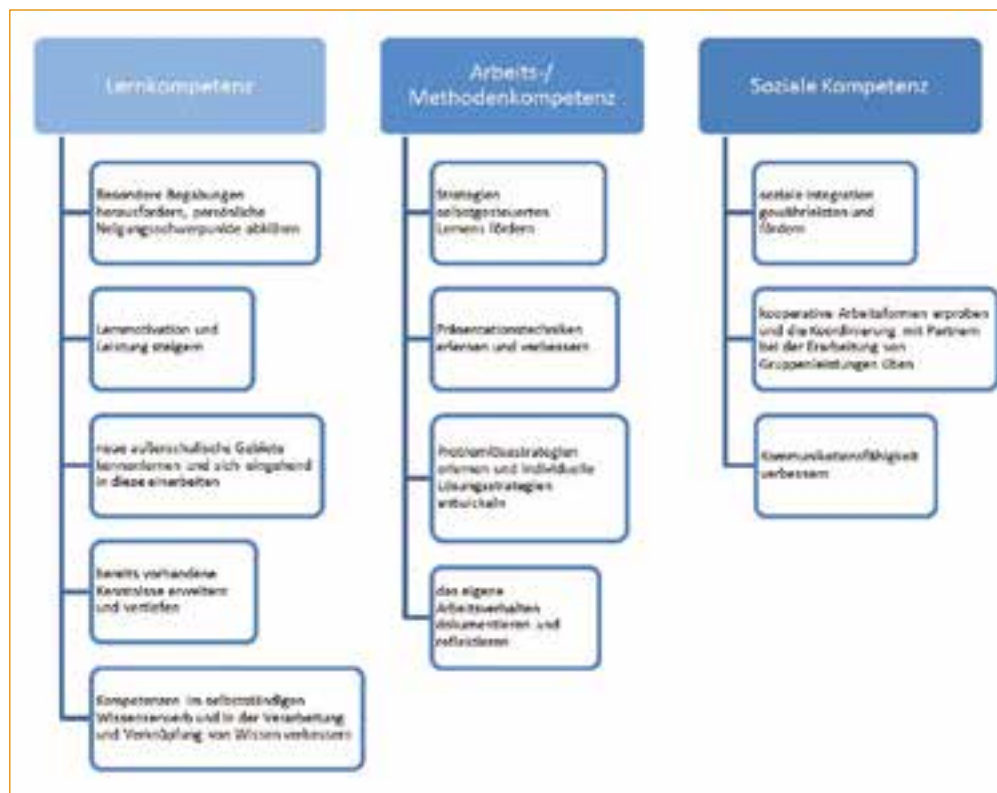 Lernkompetenz
Besondere Begabungen
herausfordern, persönliche
Neigungsschwerpunkte abklären
Lernmotivation und
Leistung steigern
neue außerschulische Gebiete
kennenlernen und sich eingehend
in diese einarbeiten
bereits vorhandene
Kenntnisse erweitern
und vertiefen
Kompetenzen im selbstständigen
Wissenserwerb und in der Verarbeitung
und Verknüpfung von Wissen verbessern
Arbeits-/
Methodenkompetenz
Strategien
selbstgesteuerten
Lernens fördern
Präsentationstechniken
erlernen und verbessern
erlernen und individuelle
Lösungsstrategien
entwickeln
das eigene
Arbeitsverhalten
dokumentieren und
reflektieren
Soziale Kompetenz
soziale Integration
gewährleisten und
fördern
kooperative Arbeitsformen erproben
und die Koordinierung mit Partnern
bei der Erarbeitung von
Gruppenleistungen üben
Kommunikationsfähigkeit
verbessern